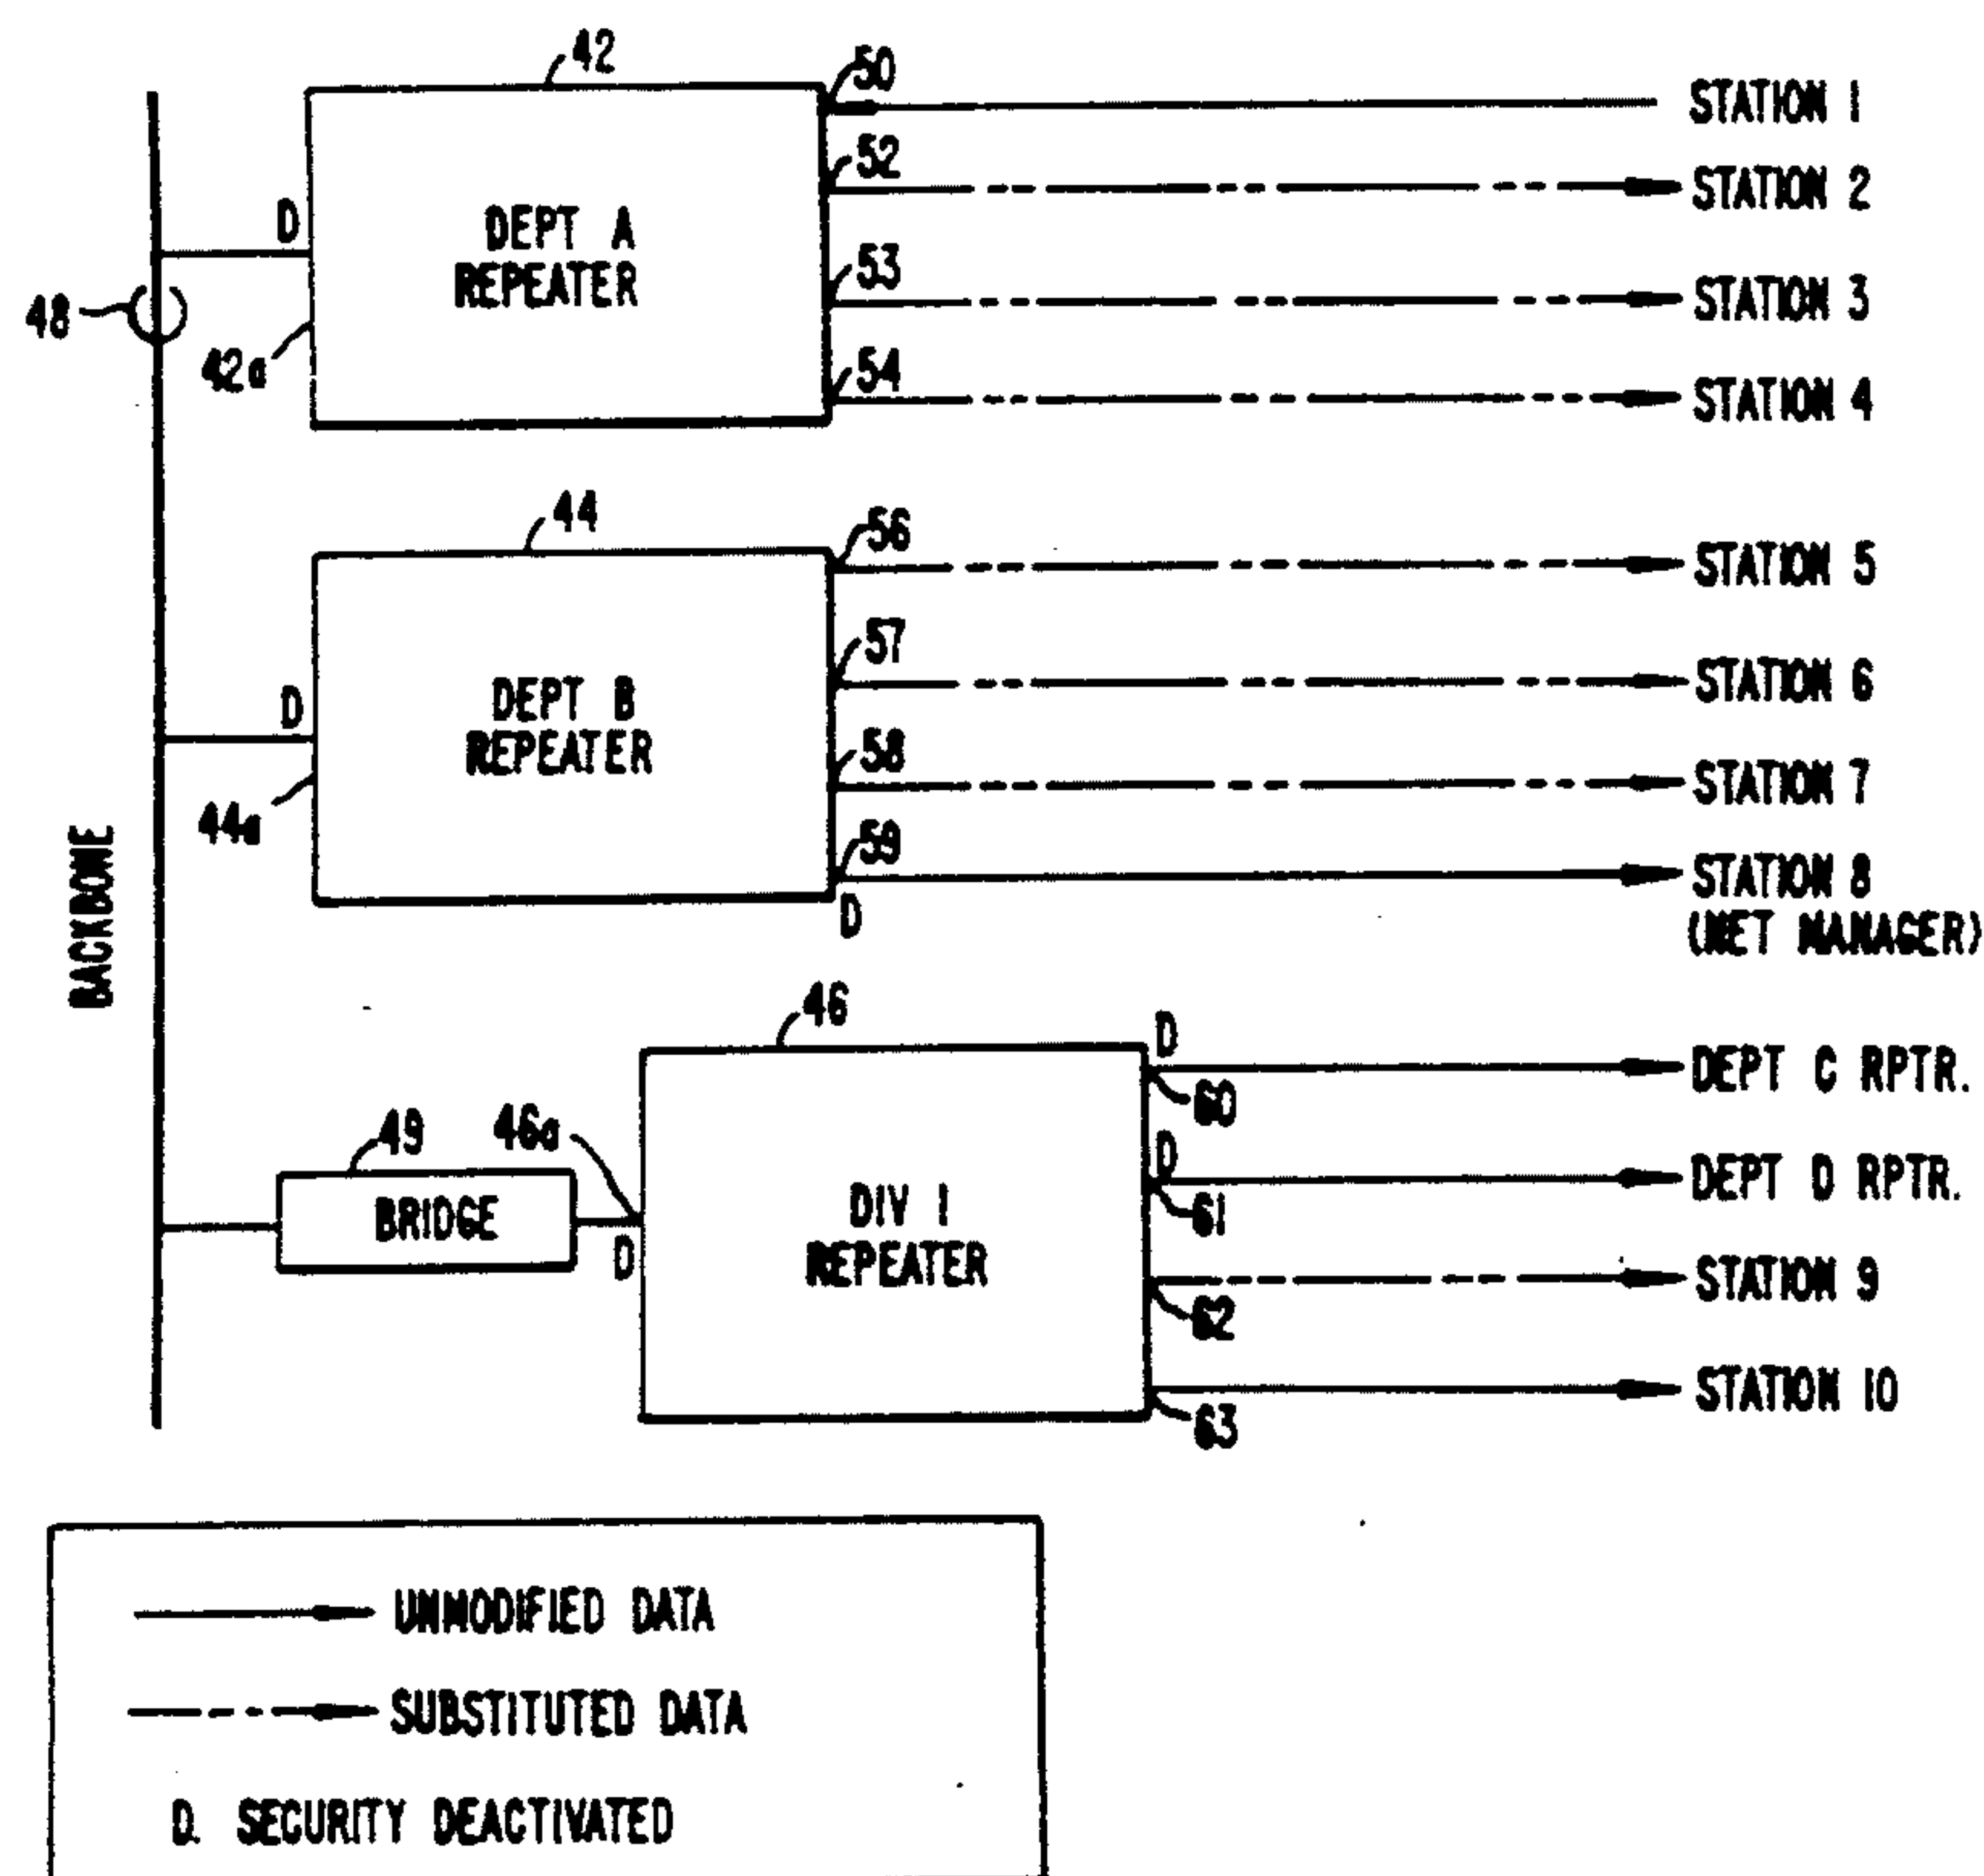 42
50
STATION 1
52
STATION 2
D
DEPT A
REPEATER
53
STATION 3
48
42a
54
STATION 4
44
56
STATION 5
57
STATION 6
D
DEPT B
REPEATER
58
STATION 7
44a
59
STATION 8
(NET MANAGER)
D
BACKBONE
46
D
DEPT C RPTR.
60
49
46a
D
DEPT D RPTR.
61
BRIDGE
D
DIV 1
REPEATER
STATION 9
62
STATION 10
63
UNMODIFIED DATA
SUBSTITUTED DATA
D. SECURITY DEACTIVATED